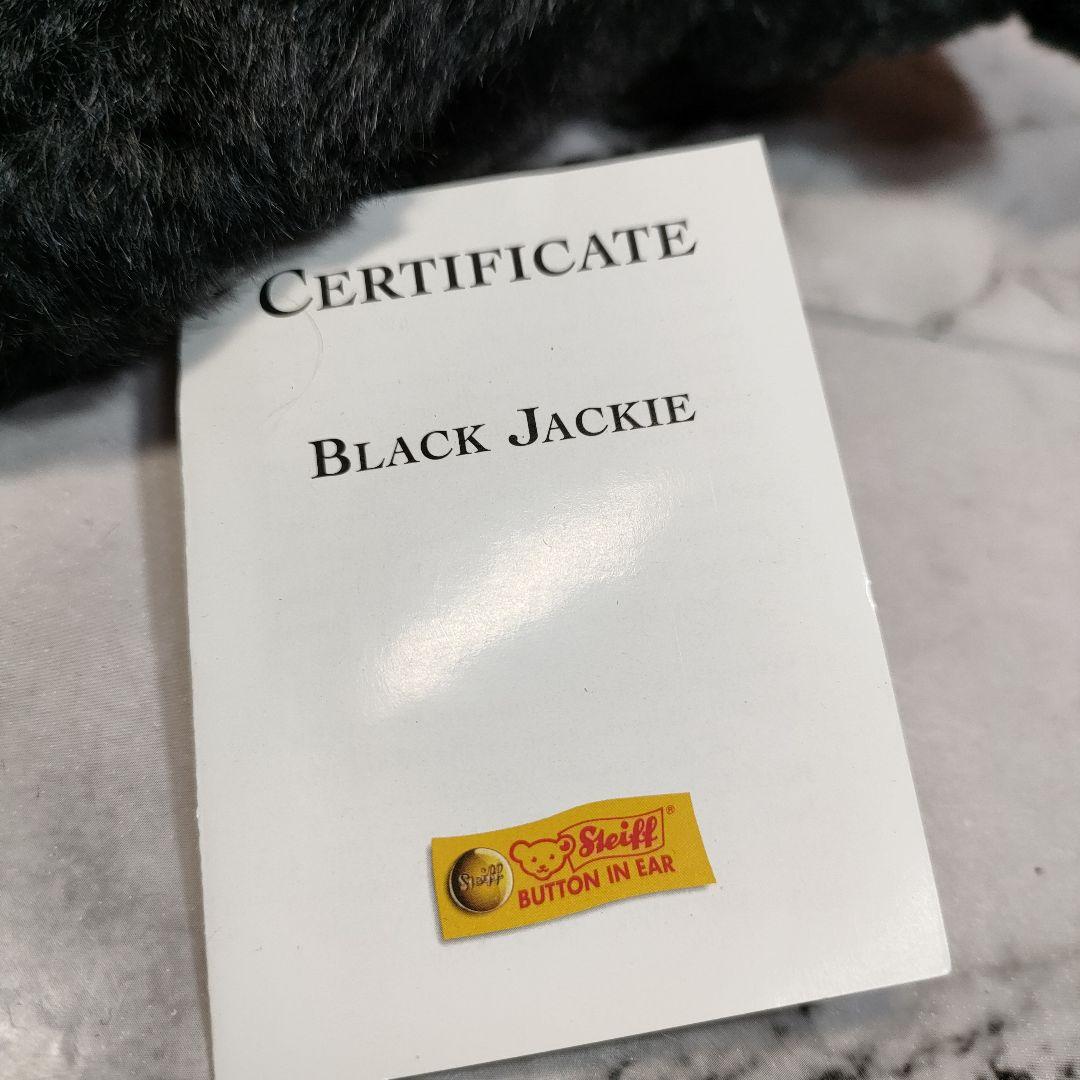 CERTIFICATE
BLACK JACKIE
Steiff Steiff®
BUTTON IN EAR